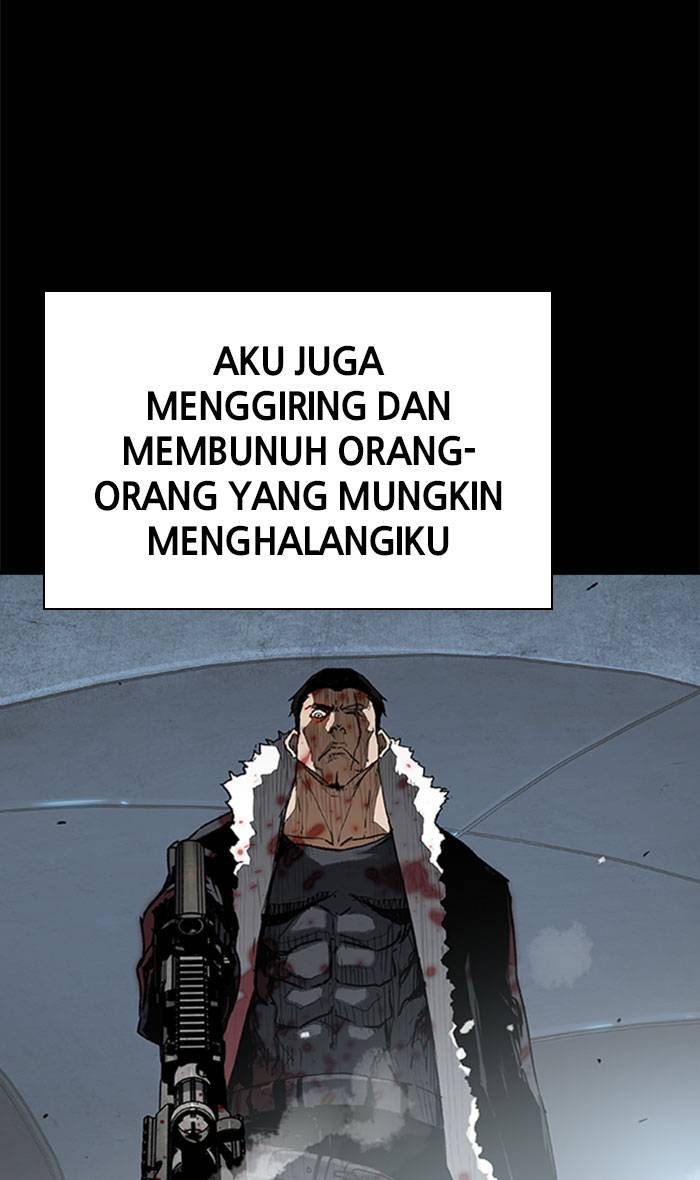 AKU JUGA
MENGGIRING DAN
MEMBUNUH ORANG-
ORANG YANG MUNGKIN
MENGHALANGIKU